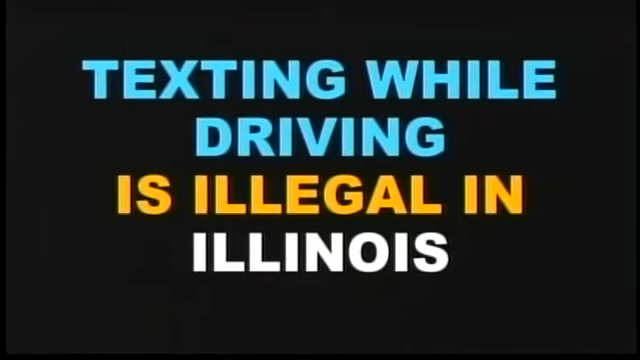 TEXTING WHILE
DRIVING
IS ILLEGAL IN
ILLINOIS